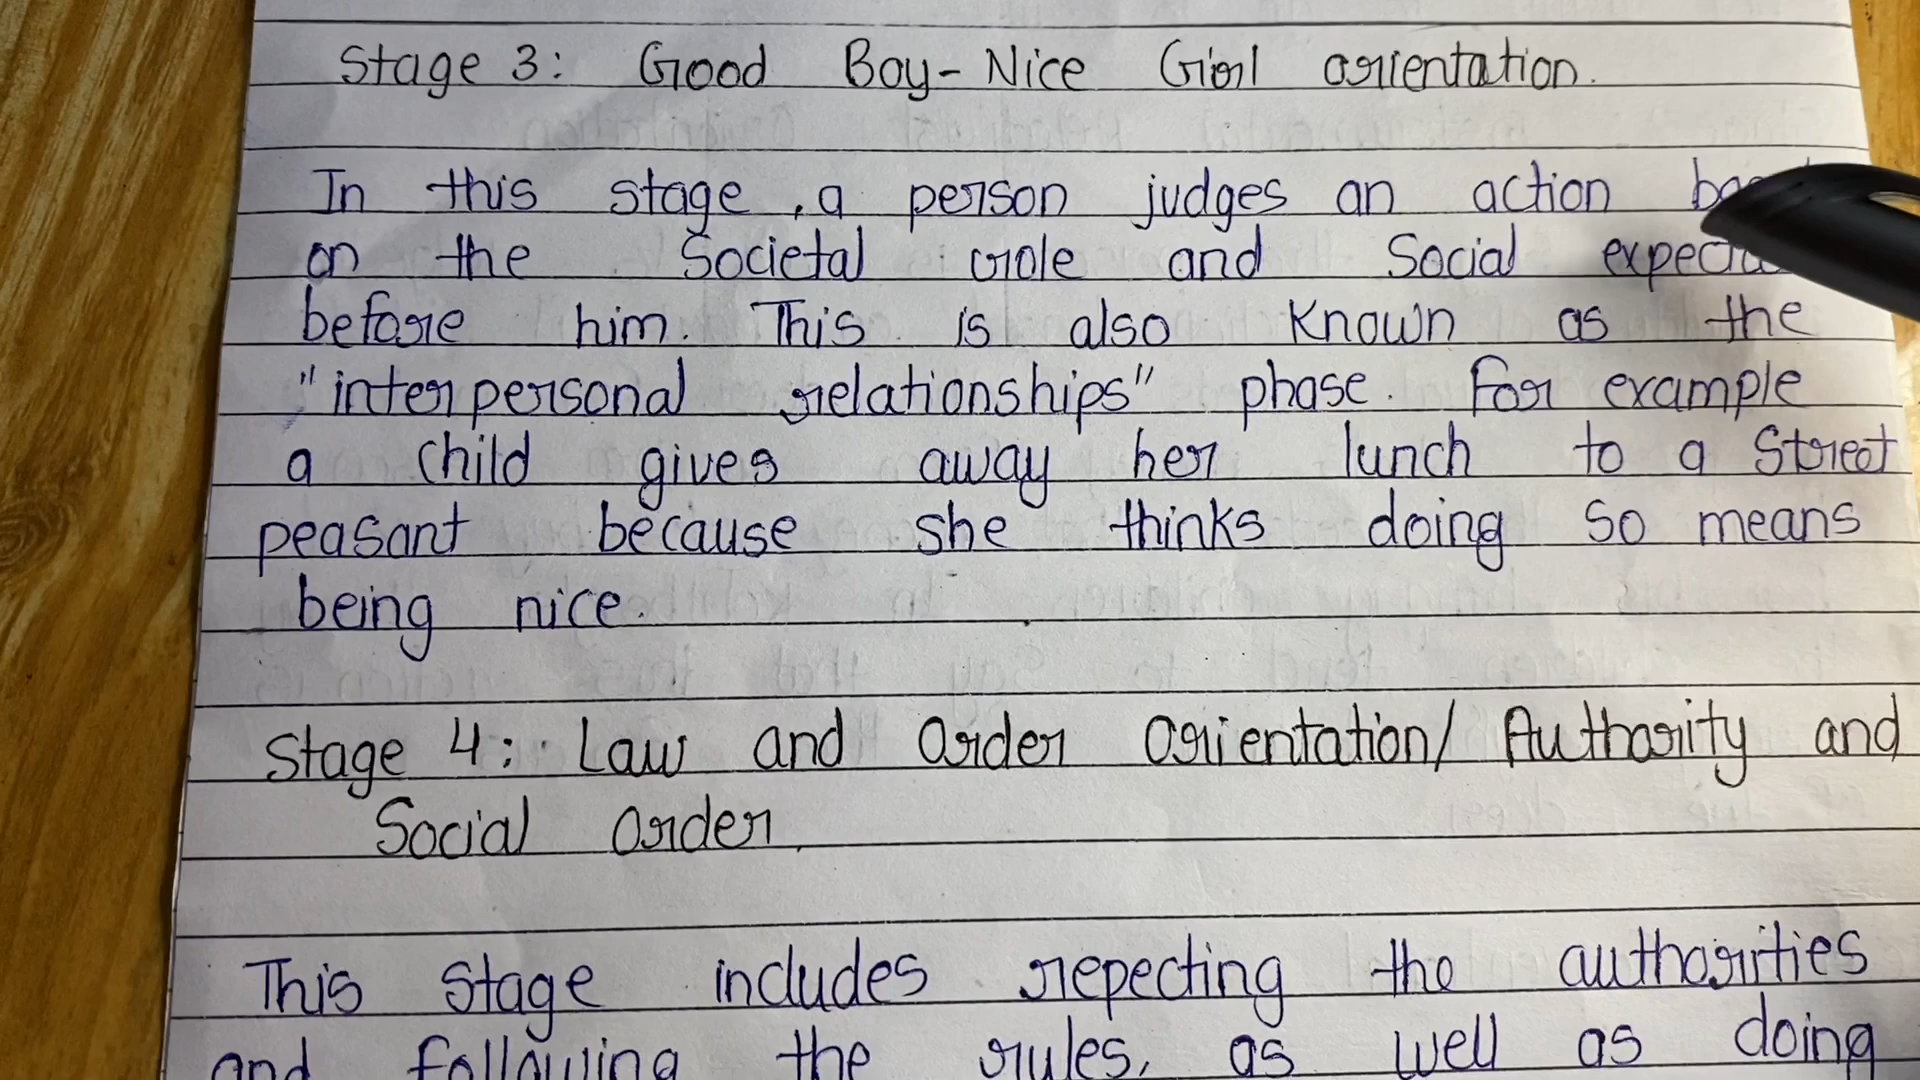 Stage 3: Good Boy-Nice Girl orientation.
In this stage, a person judges an action
on the Societal role and Social
before him. This is also Known as the
"interpersonal relationships" phase. For example
a child gives away her lunch to a Street
peasant because she thinks doing so means
being nice.
Stage 4: Law and Order Orientation/ Authority and
Social Order.
This Stage includes repecting the authorities
and following the rules, as well as doing